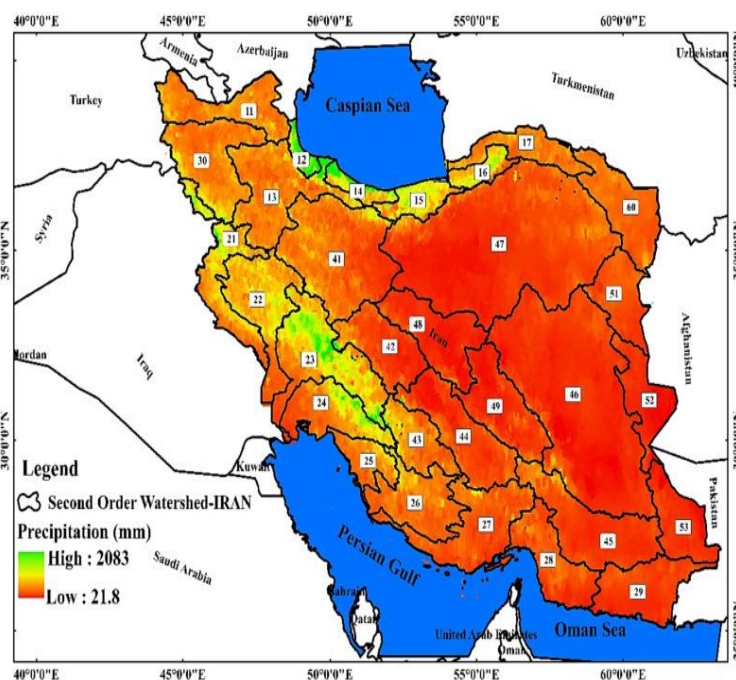 40°0'0"E 45°0'0"E 50°0'0"E 55°0'0"E 60°0'0"E
Armenia
Azerbaijan
Uzbekistan
Turkey
Caspian Sea
Turkmenistan
11
17
30
12
16
13
14
15
60
Syria
21
47
35°0'0"N
41
51
22
48
Iran
42
Afghanistan
Iraq
23
46
52
24
49
30°0'0"N
43
44
25
Kuwait
Legend
Second Order Watershed-IRAN
26
Pakistan
Precipitation (mm)
27
53
High : 2083
Persian Gulf
45
28
Low : 21.8
Saudi Arabia
29
Bahrain
Qatar
United Arab Emirates
Oman Sea
Oman
40°0'0"E 45°0'0"E 50°0'0"E 55°0'0"E 60°0'0"E